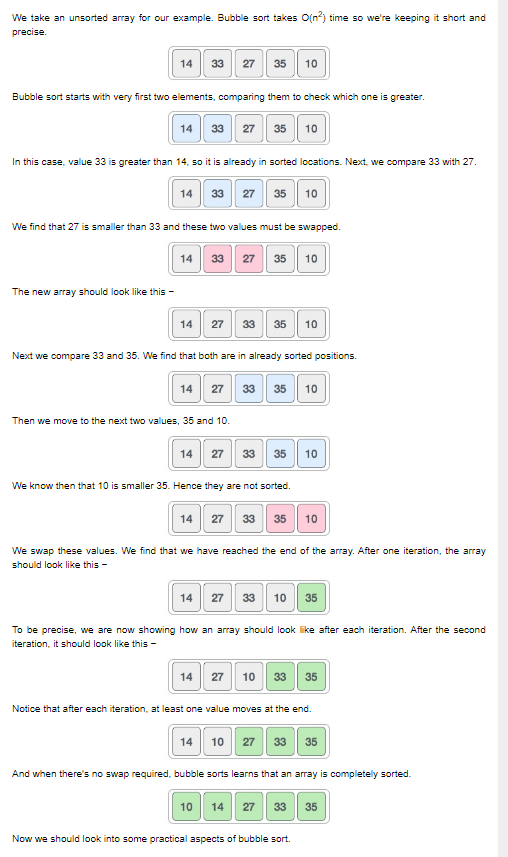 We take an unsorted array for our example. Bubble sort takes Ο(n²) time so we're keeping it short and
precise.
14 33 27 35 10
Bubble sort starts with very first two elements, comparing them to check which one is greater.
14 33 27 35 10
In this case, value 33 is greater than 14, so it is already in sorted locations. Next, we compare 33 with 27.
14 33 27 35 10
We find that 27 is smaller than 33 and these two values must be swapped.
14 33 27 35 10
The new array should look like this −
14 27 33 35 10
Next we compare 33 and 35. We find that both are in already sorted positions.
14 27 33 35 10
Then we move to the next two values, 35 and 10.
14 27 33 35 10
We know then that 10 is smaller 35. Hence they are not sorted.
14 27 33 35 10
We swap these values. We find that we have reached the end of the array. After one iteration, the array
should look like this −
14 27 33 10 35
To be precise, we are now showing how an array should look like after each iteration. After the second
iteration, it should look like this −
14 27 10 33 35
Notice that after each iteration, at least one value moves at the end.
14 10 27 33 35
And when there's no swap required, bubble sorts learns that an array is completely sorted.
10 14 27 33 35
Now we should look into some practical aspects of bubble sort.